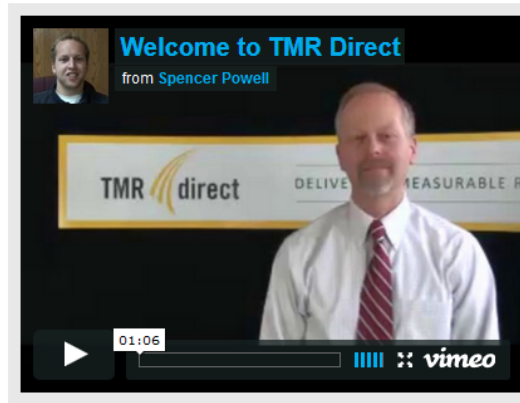 Welcome to TMR Direct
from Spencer Powell
TMR direct
DELIVE MEASURABLE
01:06
vimeo